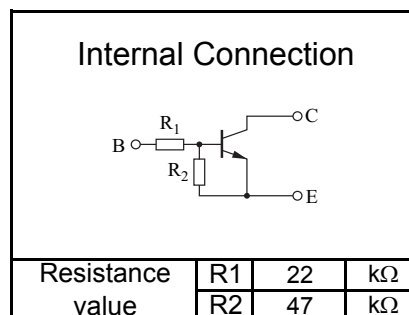 Internal Connection
C
R1
B
R2
E
Resistance value R1 22 kΩ
R2 47 kΩ